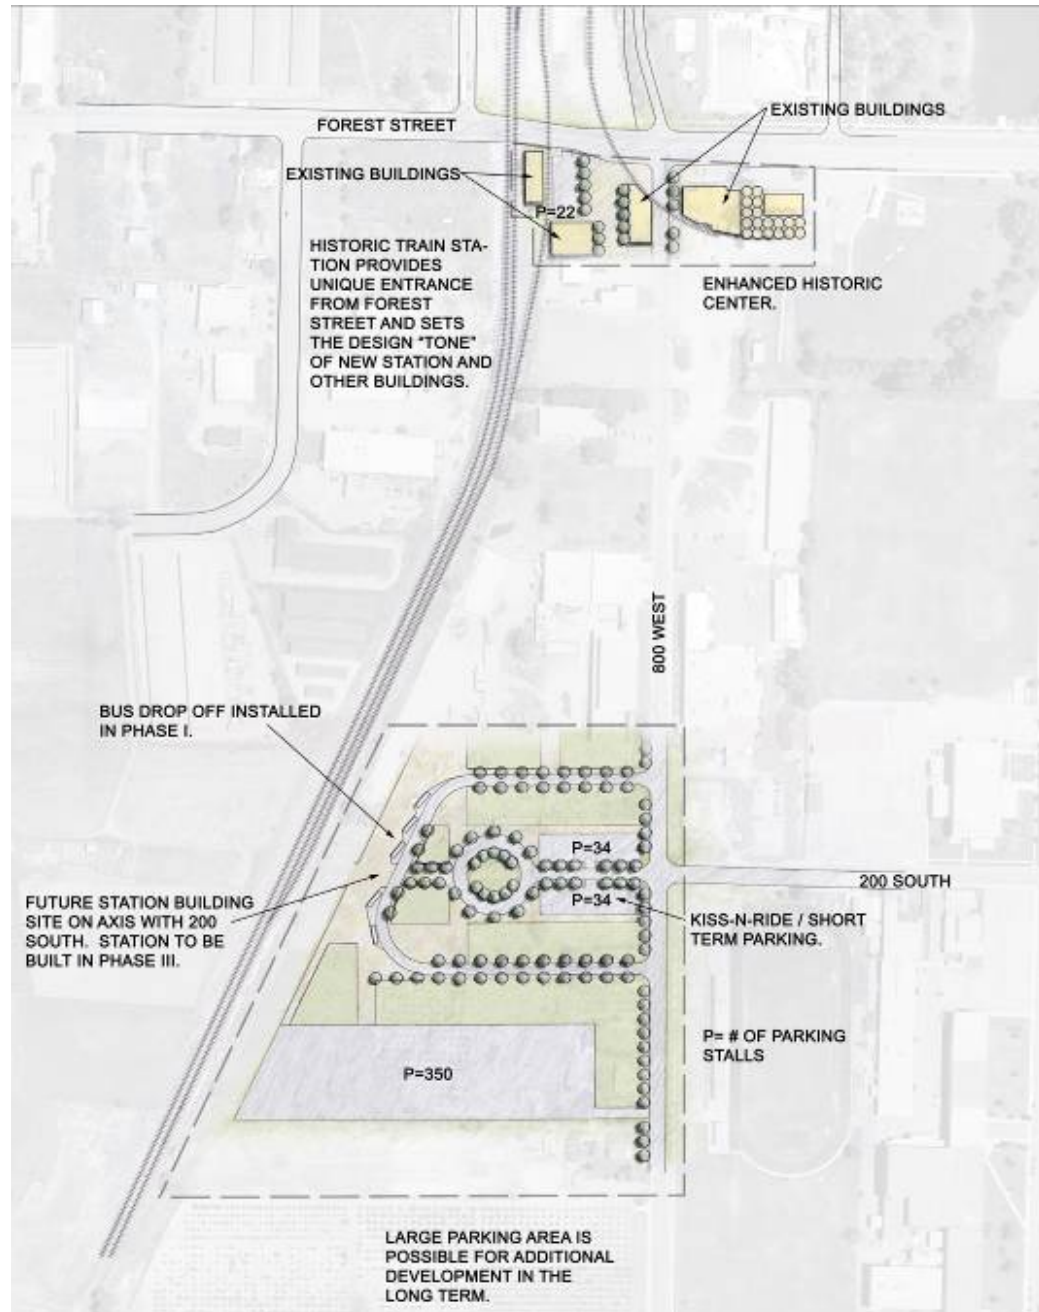 EXISTING BUILDINGS
FOREST STREET
EXISTING BUILDINGS
P=22
HISTORIC TRAIN STA-
TION PROVIDES
UNIQUE ENTRANCE
FROM FOREST
STREET AND SETS
THE DESIGN "TONE"
OF NEW STATION AND
OTHER BUILDINGS.
ENHANCED HISTORIC
CENTER.
800 WEST
BUS DROP OFF INSTALLED
IN PHASE I.
P=34
P=34
200 SOUTH
FUTURE STATION BUILDING
SITE ON AXIS WITH 200
SOUTH.  STATION TO BE
BUILT IN PHASE III.
KISS-N-RIDE / SHORT
TERM PARKING.
P= # OF PARKING
STALLS
P=350
LARGE PARKING AREA IS
POSSIBLE FOR ADDITIONAL
DEVELOPMENT IN THE
LONG TERM.